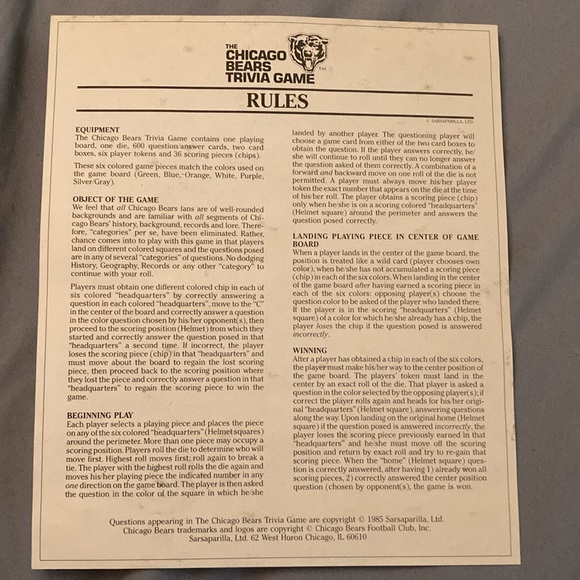 THE
CHICAGO
BEARS
TRIVIA GAME
TM
RULES
© SARSAPARILLA, LTD
EQUIPMENT
The Chicago Bears Trivia Game contains one playing
board, one die, 600 question/answer cards, two card
boxes, six player tokens and 36 scoring pieces (chips).
These six colored game pieces match the colors used on
the game board (Green, Blue, Orange, White, Purple,
Silver/Gray).
OBJECT OF THE GAME
We feel that all Chicago Bears fans are of well-rounded
backgrounds and are familiar with all segments of Chi-
cago Bears' history, background, records and lore. There-
fore, "categories" per se, have been eliminated. Rather,
chance comes into to play with this game in that players
land on different colored squares and the questions posed
are in any of several "categories" of questions. No dodging
History, Geography, Records or any other "category" to
continue with your roll.
Players must obtain one different colored chip in each of
six colored "headquarters" by correctly answering a
question in each colored "headquarters", move to the "C"
in the center of the board and correctly answer a question
in the color question chosen by his/her opponent(s), then
proceed to the scoring position (Helmet) from which they
started and correctly answer the question posed in that
"headquarters" a second time. If incorrect, the player
loses the scoring piece (chip) in that "headquarters" and
must move about the board to regain the lost scoring
piece, then proceed back to the scoring position where
they lost the piece and correctly answer a question in that
"headquarters" to regain the scoring piece to win the
game.
BEGINNING PLAY
Each player selects a playing piece and places the piece
on any of the six colored "headquarters" (Helmet squares)
around the perimeter. More than one piece may occupy a
scoring position. Players roll the die to determine who will
move first. Highest roll moves first; roll again to break a
tie. The player with the highest roll rolls the die again and
moves his/her playing piece the indicated number in any
one direction on the game board. The player is then asked
the question in the color of the square in which he/she
landed by another player. The questioning player will
choose a game card from either of the two card boxes to
obtain the question. If the player answers correctly, he/
she will continue to roll until they can no longer answer
the question asked of them correctly. A combination of a
forward and backward move on one roll of the die is not
permitted. A player must always move his/her player
token the exact number that appears on the die at the time
of his/her roll. The player obtains a scoring piece (chip)
only when he/she is on a scoring colored "headquarters"
(Helmet square) around the perimeter and answers the
question posed correctly.
LANDING PLAYING PIECE IN CENTER OF GAME
BOARD
When a player lands in the center of the game board, the
position is treated like a wild card (player chooses own
color), when he/she has not accumulated a scoring piece
(chip) in each of the six colors. When landing in the center
of the game board after having earned a scoring piece in
each of the six colors: opposing player(s) choose the
question color to be asked of the player who landed there.
If the player is in the scoring "headquarters" (Helmet
square) of a color for which he/she already has a chip, the
player loses the chip if the question posed is answered
incorrectly.
WINNING
After a player has obtained a chip in each of the six colors,
the player must make his/her way to the center position of
the game board. The players' token must land in the
center by an exact roll of the die. That player is asked a
question in the color selected by the opposing player(s); if
correct the player rolls again and heads for his/her origi-
nal "headquarters" (Helmet square), answering questions
along the way. Upon landing on the original home (Helmet
square) if the question posed is answered incorrectly, the
player loses the scoring piece previously earned in that
"headquarters" and he/she must move off the scoring
position and return by exact roll and try to re-gain that
scoring piece. When the "home" (Helmet square) ques-
tion is correctly answered, after having 1) already won all
scoring pieces, 2) correctly answered the center position
question (chosen by opponent(s), the game is won.
Questions appearing in The Chicago Bears Trivia Game are copyright © 1985 Sarsaparilla, Ltd.
Chicago Bears trademarks and logos are copyright © Chicago Bears Football Club, Inc.
Sarsaparilla, Ltd. 62 West Huron Chicago, IL 60610